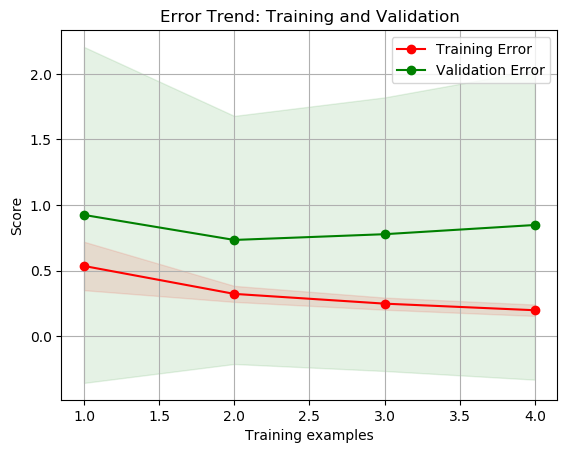 Error Trend: Training and Validation
Training Error
Validation Error
2.0
1.5
1.0
0.5
0.0
Score
1.0 1.5 2.0 2.5 3.0 3.5 4.0
Training examples